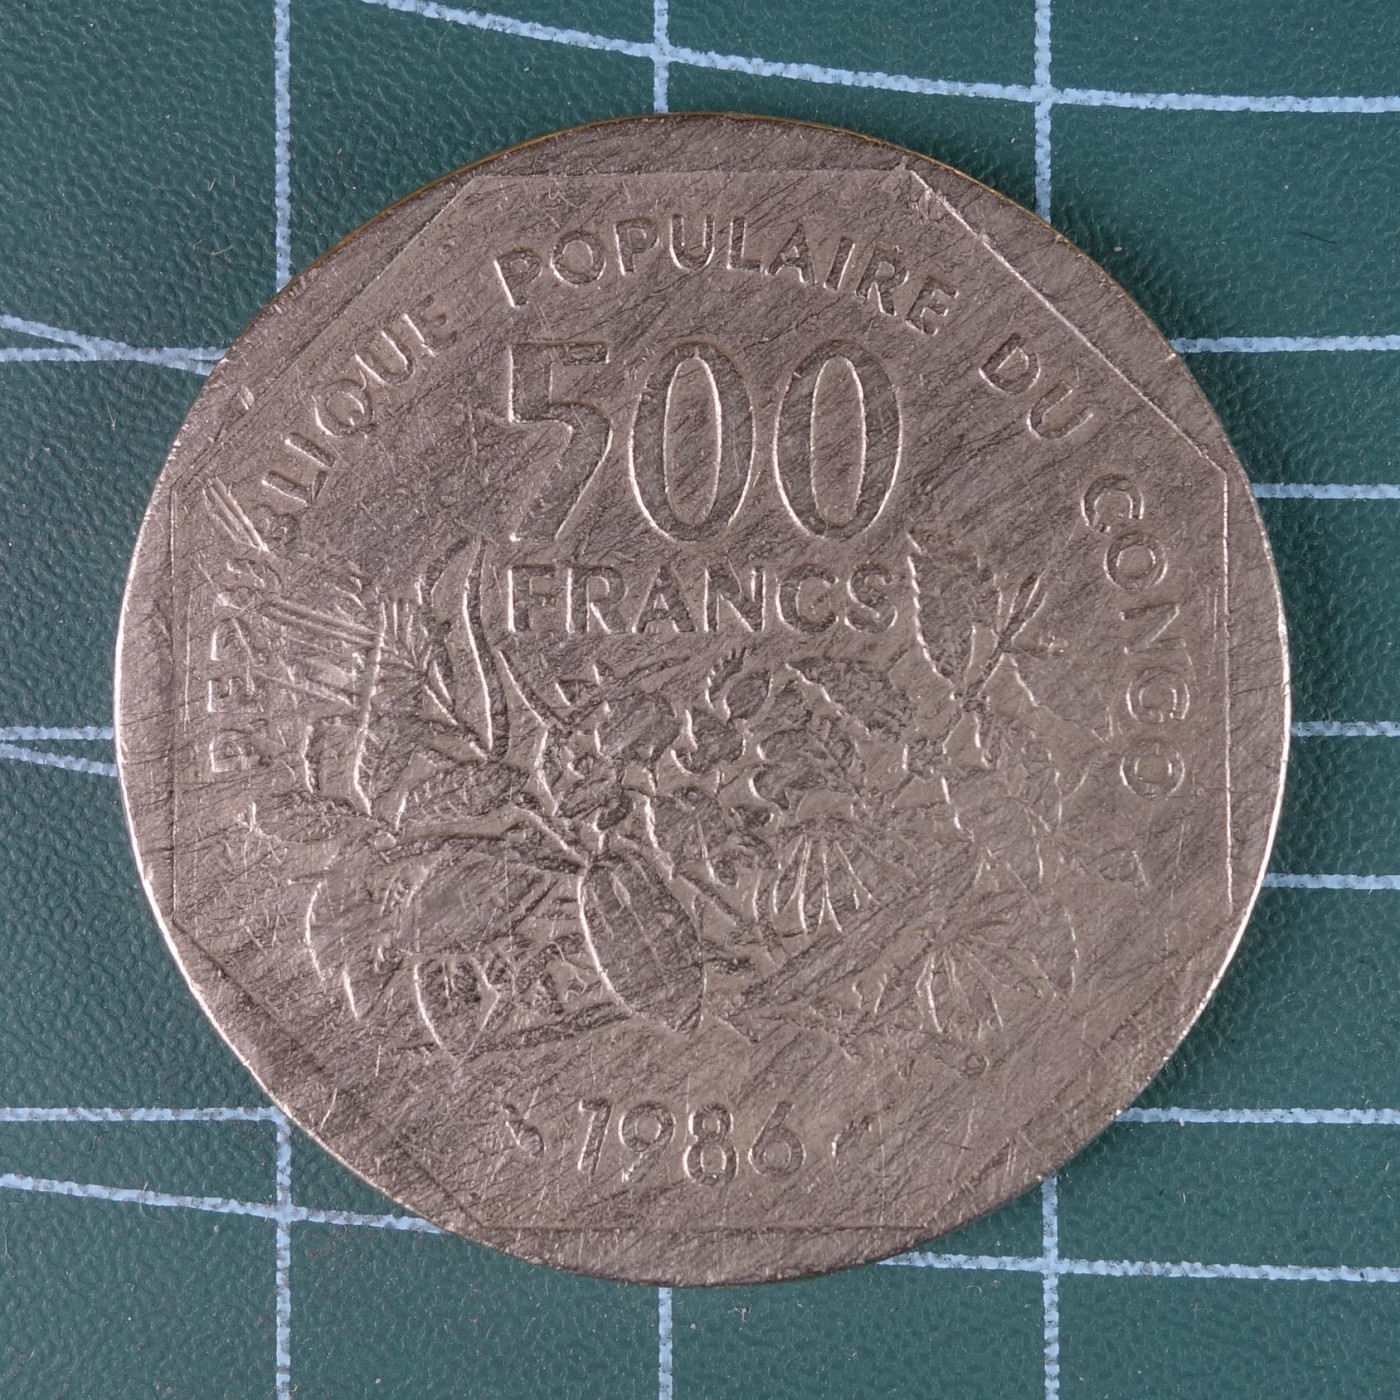 REPUBLIQUE POPULAIRE DU CONGO
500
FRANCS
1986